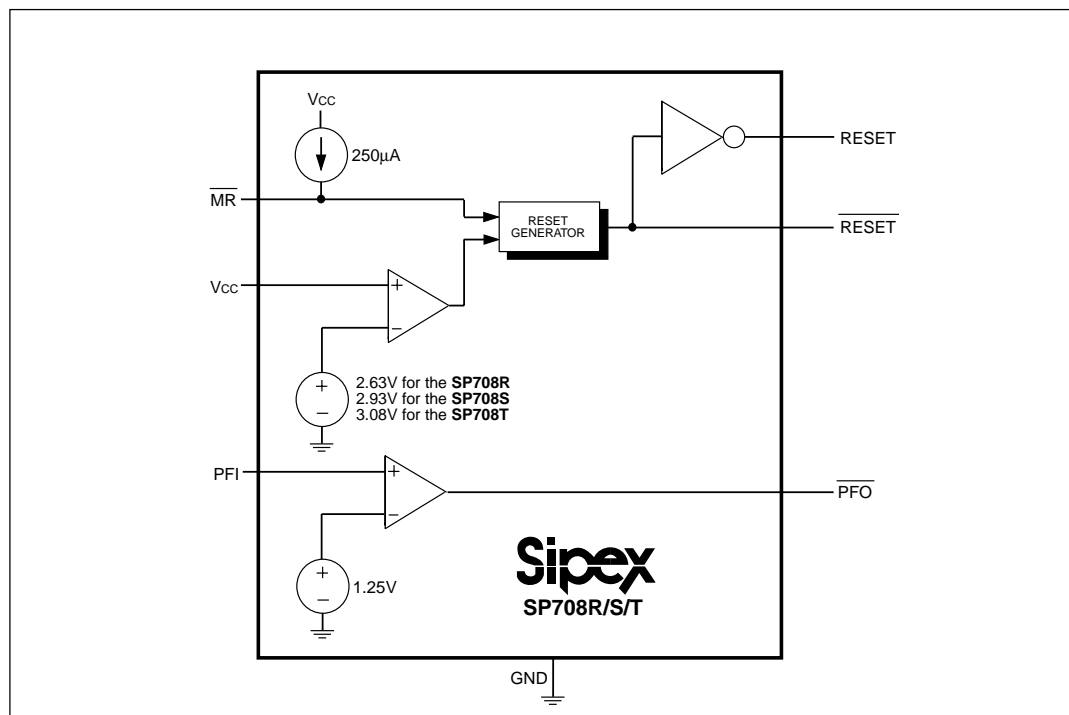 VCC
250µA
RESET
MR
RESET
GENERATOR
RESET
VCC
+
−
+
−
2.63V for the SP708R
2.93V for the SP708S
3.08V for the SP708T
PFI
+
−
PFO
+
−
1.25V
Sipex
SP708R/S/T
GND